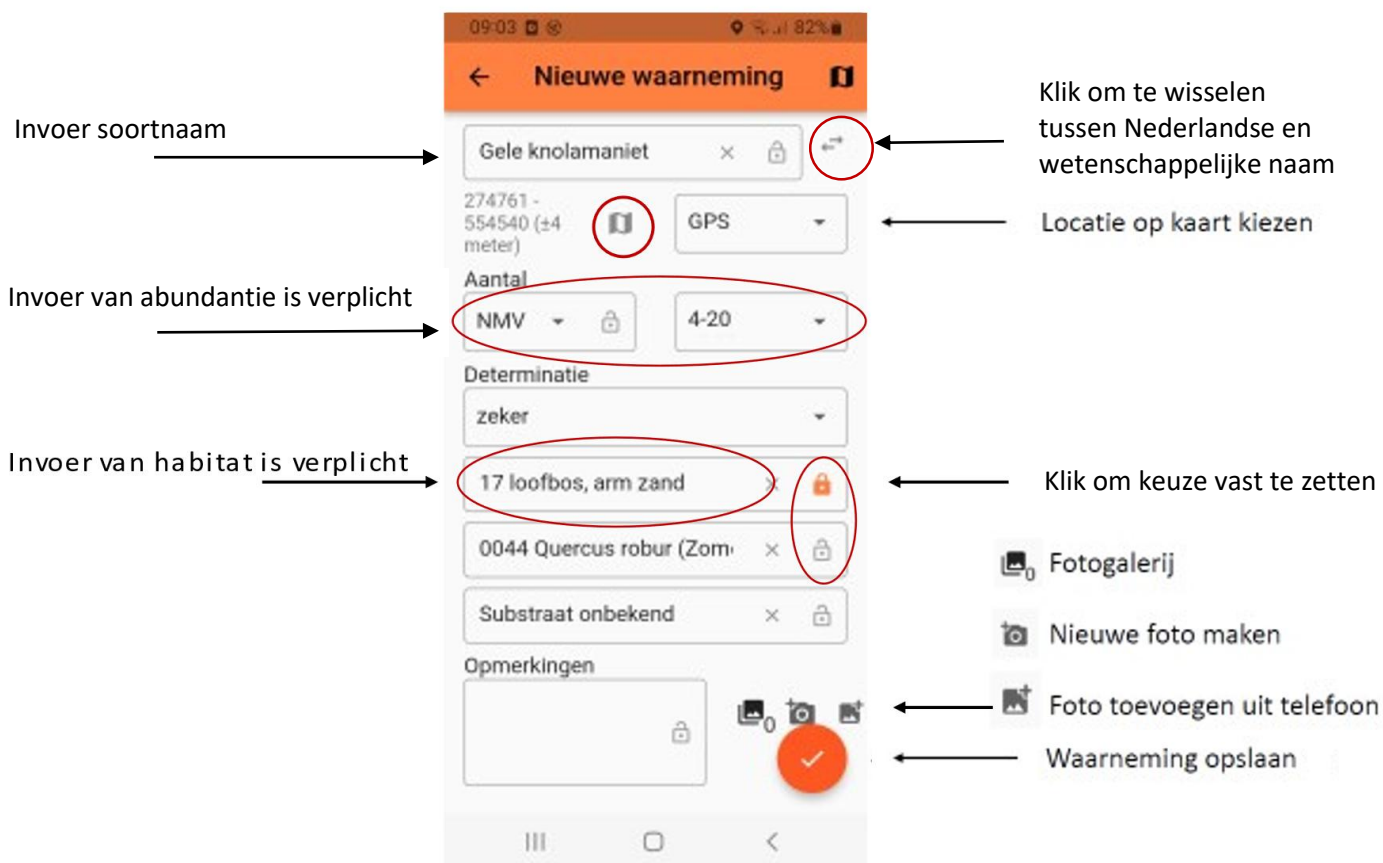 09:03
82%
Nieuwe waarneming
Invoer soortnaam
Gele knolamaniet
Klik om te wisselen
tussen Nederlandse en
wetenschappelijke naam
274761 -
554540 (±4
meter)
GPS
Locatie op kaart kiezen
Aantal
Invoer van abundantie is verplicht
NMV
4-20
Determinatie
zeker
Invoer van habitat is verplicht
17 loofbos, arm zand
Klik om keuze vast te zetten
0044 Quercus robur (Zom
0 Fotogalerij
Substraat onbekend
Nieuwe foto maken
Opmerkingen
0
Foto toevoegen uit telefoon
Waarneming opslaan